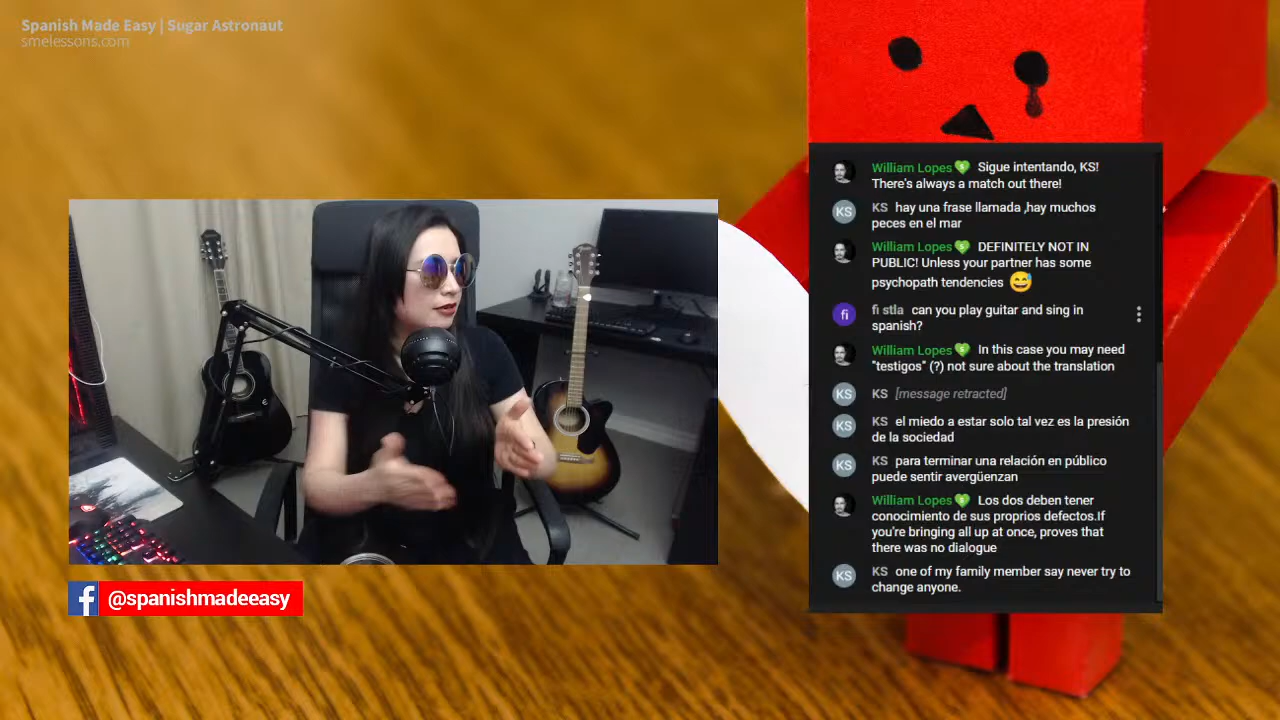 Spanish Made Easy | Sugar Astronaut
smelessons.com
William Lopes Sigue intentando, KS!
There's always a match out there!
KS
KS hay una frase llamada ,hay muchos
peces en el mar
William Lopes DEFINITELY NOT IN
PUBLIC! Unless your partner has some
psychopath tendencies 😅
fi
fi stla can you play guitar and sing in
spanish?
William Lopes In this case you may need
"testigos" (?) not sure about the translation
KS
KS [message retracted]
KS
KS el miedo a estar solo tal vez es la presión
de la sociedad
KS
KS para terminar una relación en público
puede sentir avergüenzan
William Lopes Los dos deben tener
conocimiento de sus proprios defectos.If
you're bringing all up at once, proves that
there was no dialogue
KS
KS one of my family member say never try to
change anyone.
f @spanishmadeeasy